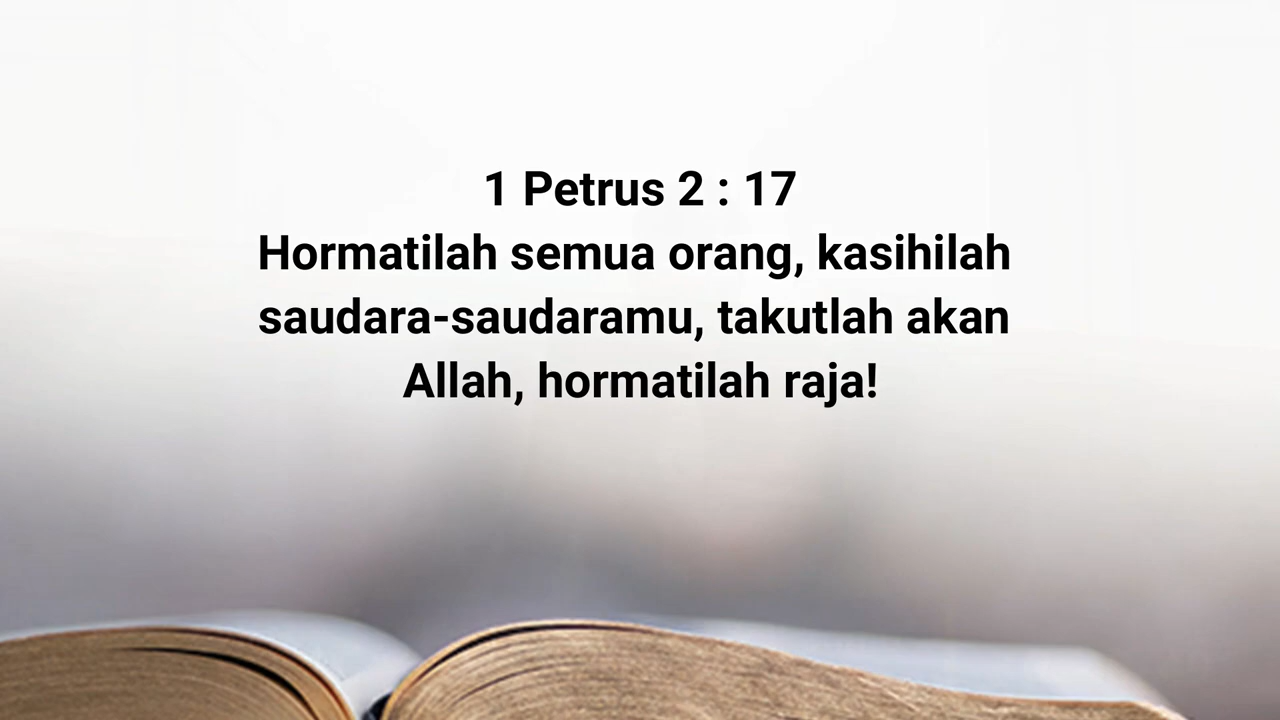 1 Petrus 2 : 17
Hormatilah semua orang, kasihilah
saudara-saudaramu, takutlah akan
Allah, hormatilah raja!